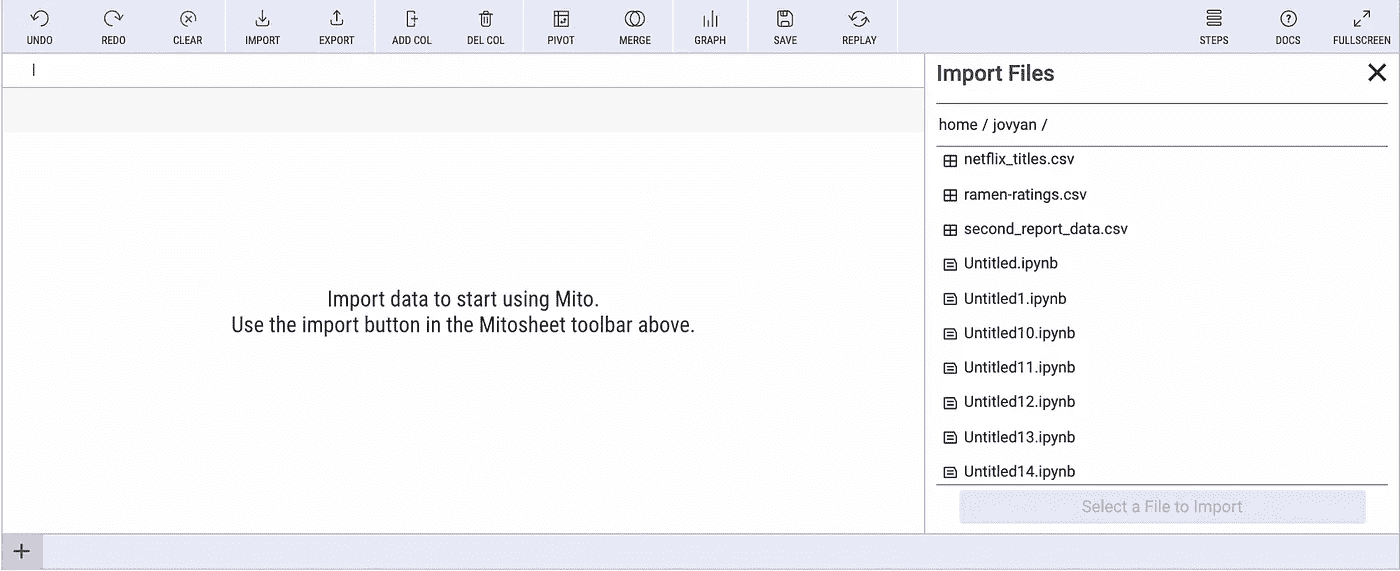 UNDO REDO CLEAR IMPORT EXPORT ADD COL DEL COL PIVOT MERGE GRAPH SAVE REPLAY STEPS DOCS FULLSCREEN
Import Files
home / jovyan /
netflix_titles.csv
ramen-ratings.csv
second_report_data.csv
Untitled.ipynb
Untitled1.ipynb
Untitled10.ipynb
Untitled11.ipynb
Untitled12.ipynb
Untitled13.ipynb
Untitled14.ipynb
Select a File to Import
Import data to start using Mito.
Use the import button in the Mitosheet toolbar above.